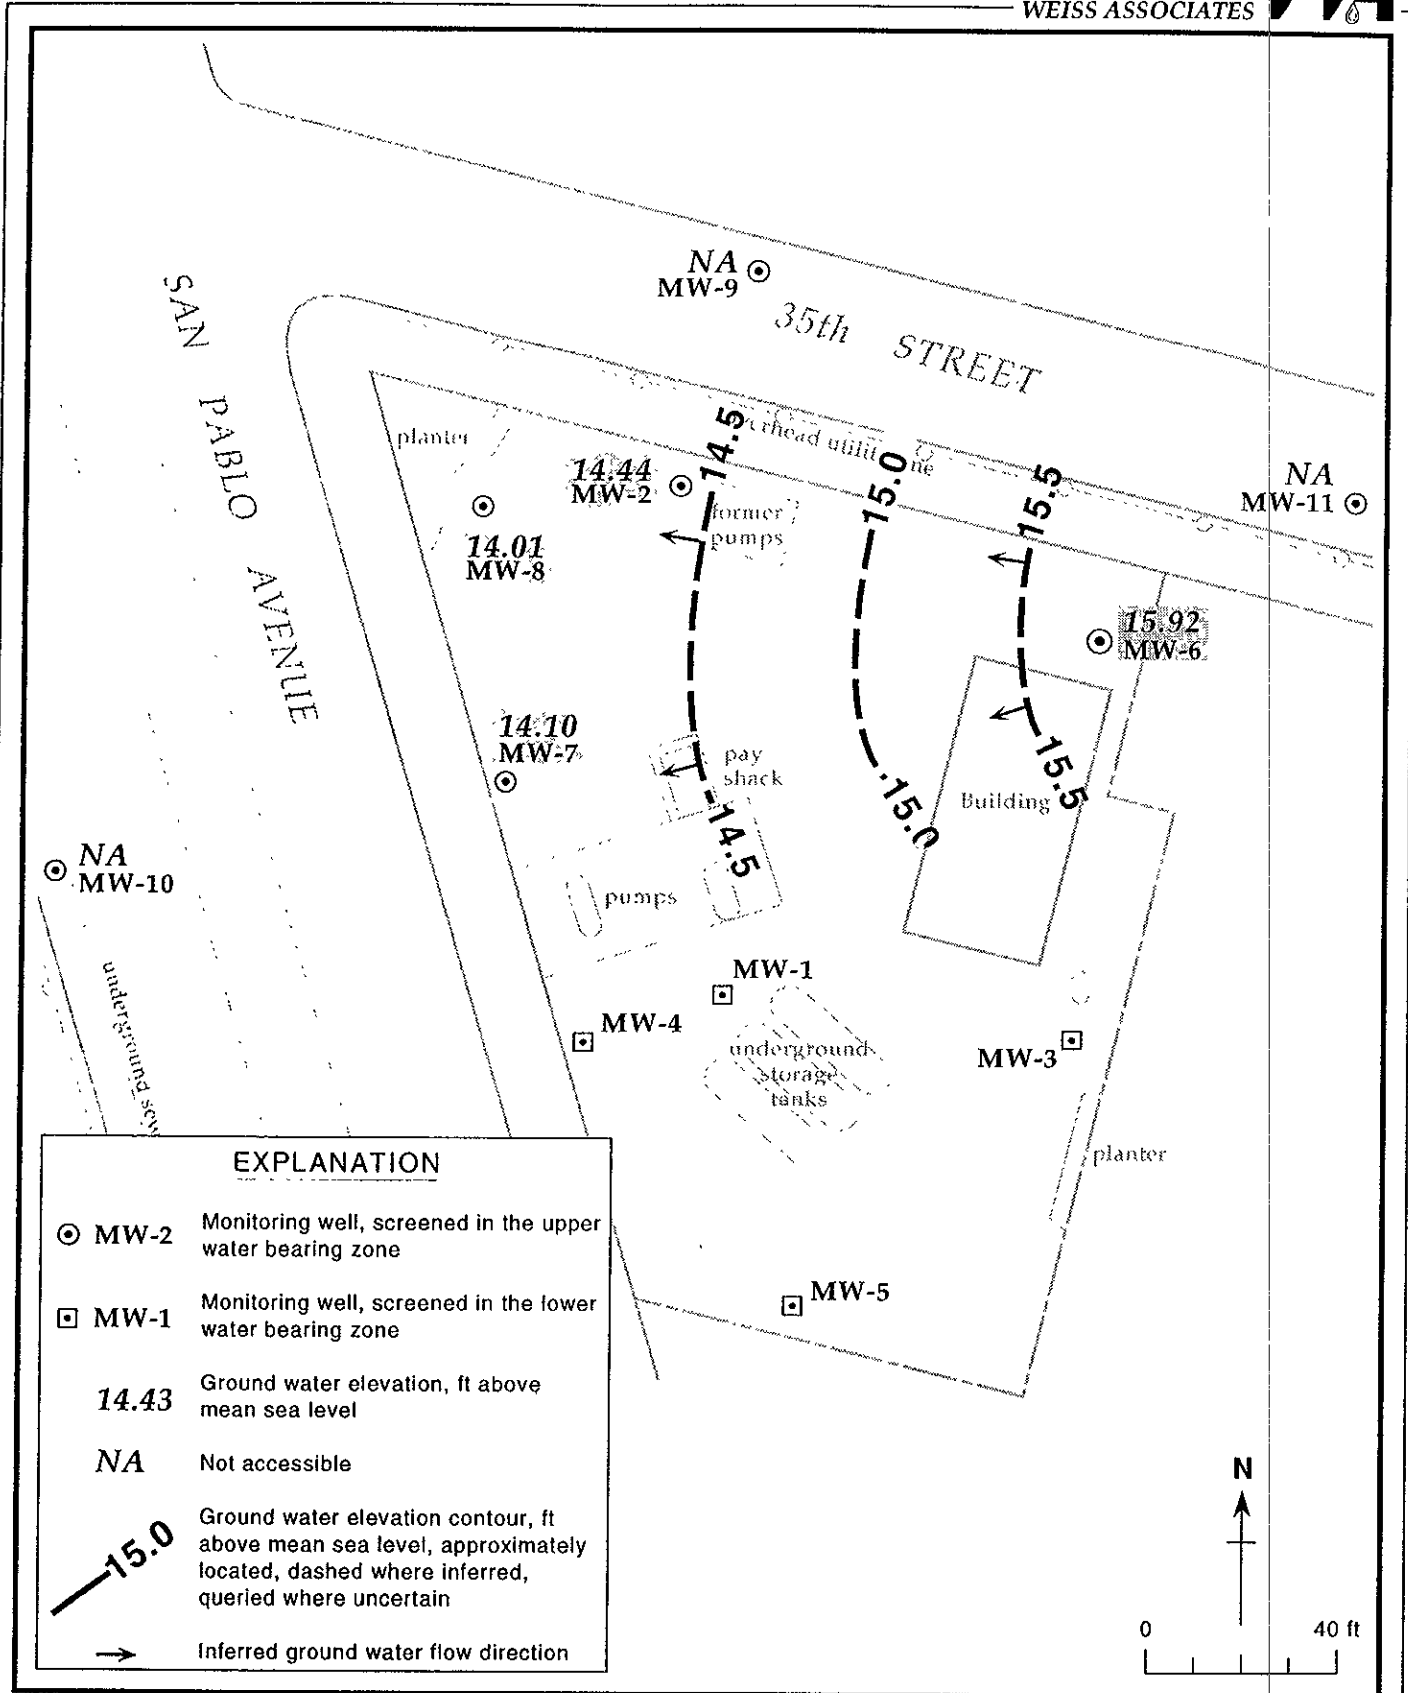 WEISS ASSOCIATES
NA
MW-9
35th STREET
SAN PABLO AVENUE
planter
14.5
15.0
15.5
NA
MW-11
14.44
MW-2
former
pumps
14.01
MW-8
15.92
MW-6
14.10
MW-7
pay
shack
Building
15.5
15.0
14.5
NA
MW-10
pumps
MW-1
MW-4
MW-3
underground
storage
tanks
underground
planter
MW-5
EXPLANATION
MW-2 Monitoring well, screened in the upper
water bearing zone
MW-1 Monitoring well, screened in the lower
water bearing zone
14.43 Ground water elevation, ft above
mean sea level
NA Not accessible
15.0 Ground water elevation contour, ft
above mean sea level, approximately
located, dashed where inferred,
queried where uncertain
Inferred ground water flow direction
N
0 40 ft